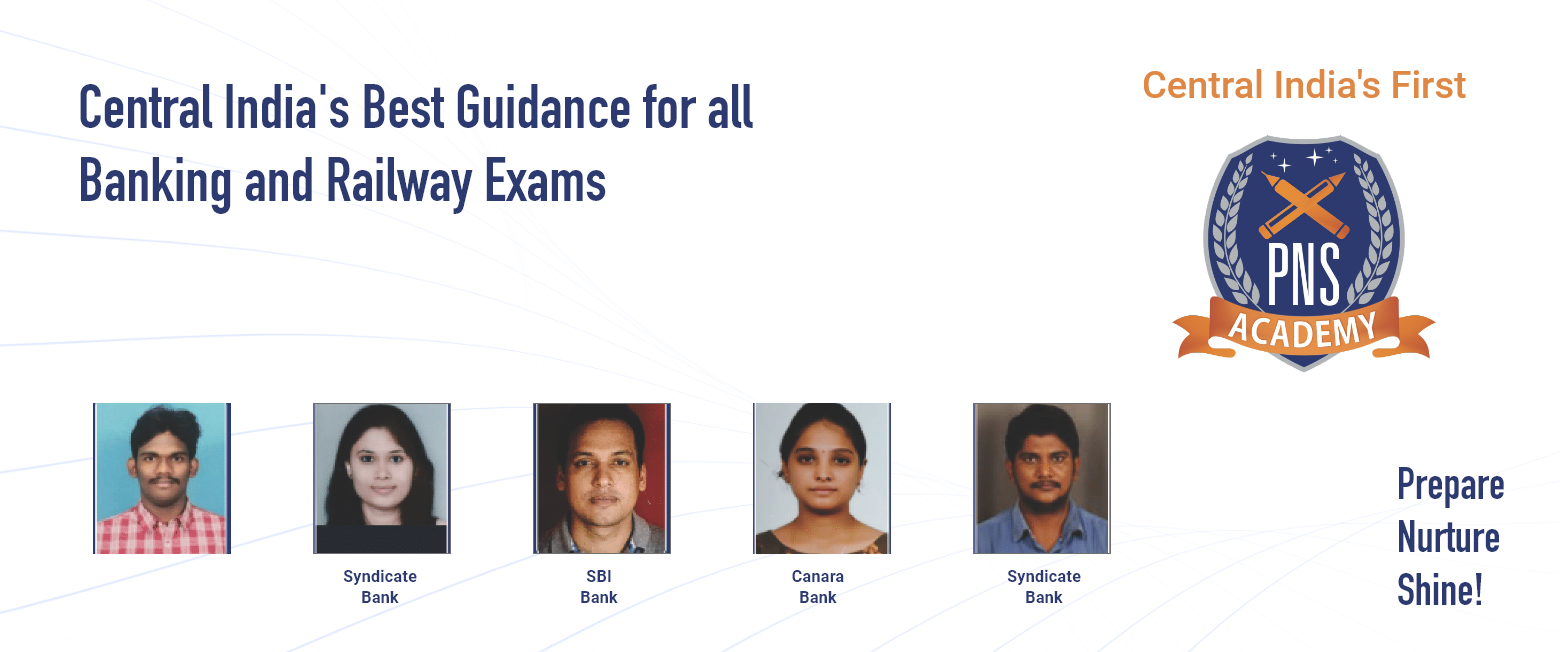 Central India's Best Guidance for all
Banking and Railway Exams
Central India's First
PNS
ACADEMY
Syndicate
Bank
SBI
Bank
Canara
Bank
Syndicate
Bank
Prepare
Nurture
Shine!